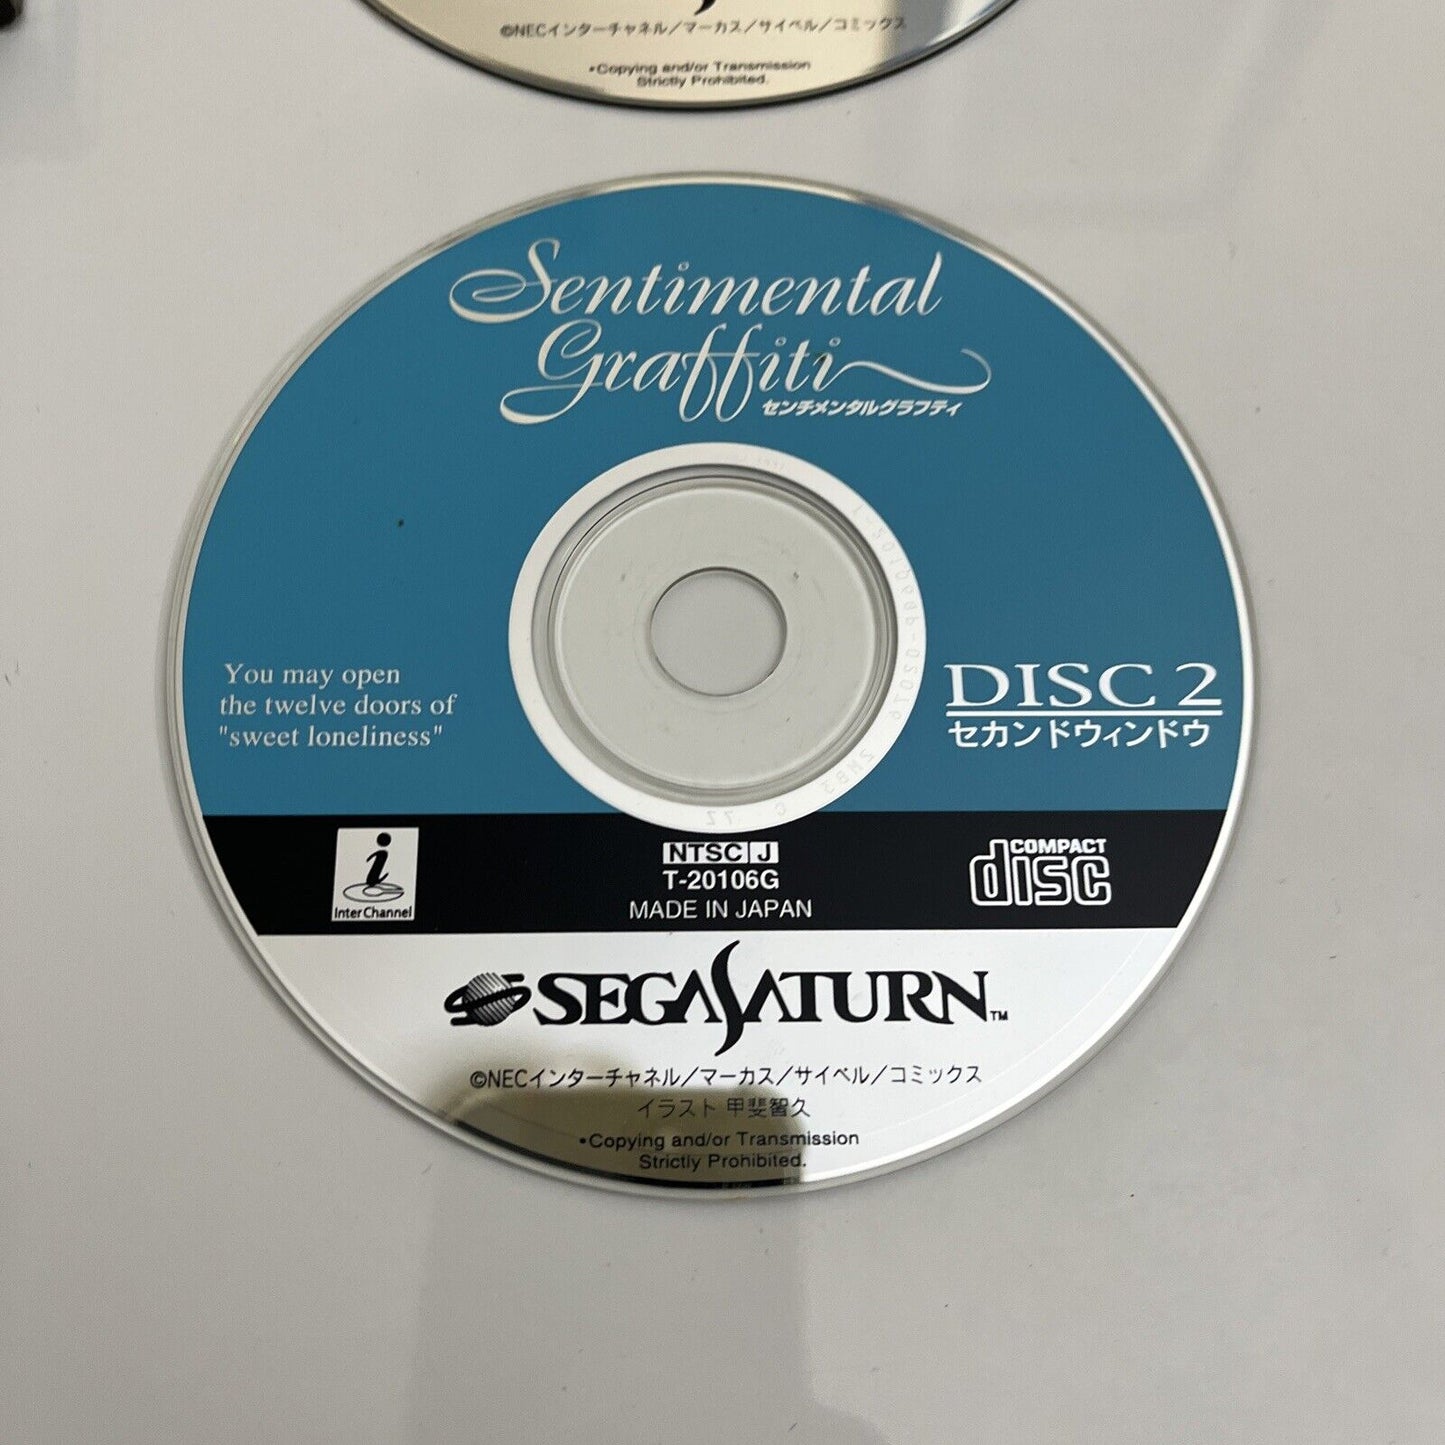 ©NECインターチャネル／マーカス／サイベル／コミックス
•Copying and/or Transmission
Strictly Prohibited.
Sentimental
Graffiti
センチメンタルグラフティ
You may open
the twelve doors of
"sweet loneliness"
DISC 2
セカンドウィンドウ
InterChannel
NTSC J
T-20106G
MADE IN JAPAN
COMPACT
disc
SEGA SATURN™
©NECインターチャネル／マーカス／サイベル／コミックス
イラスト 甲斐智久
•Copying and/or Transmission
Strictly Prohibited.